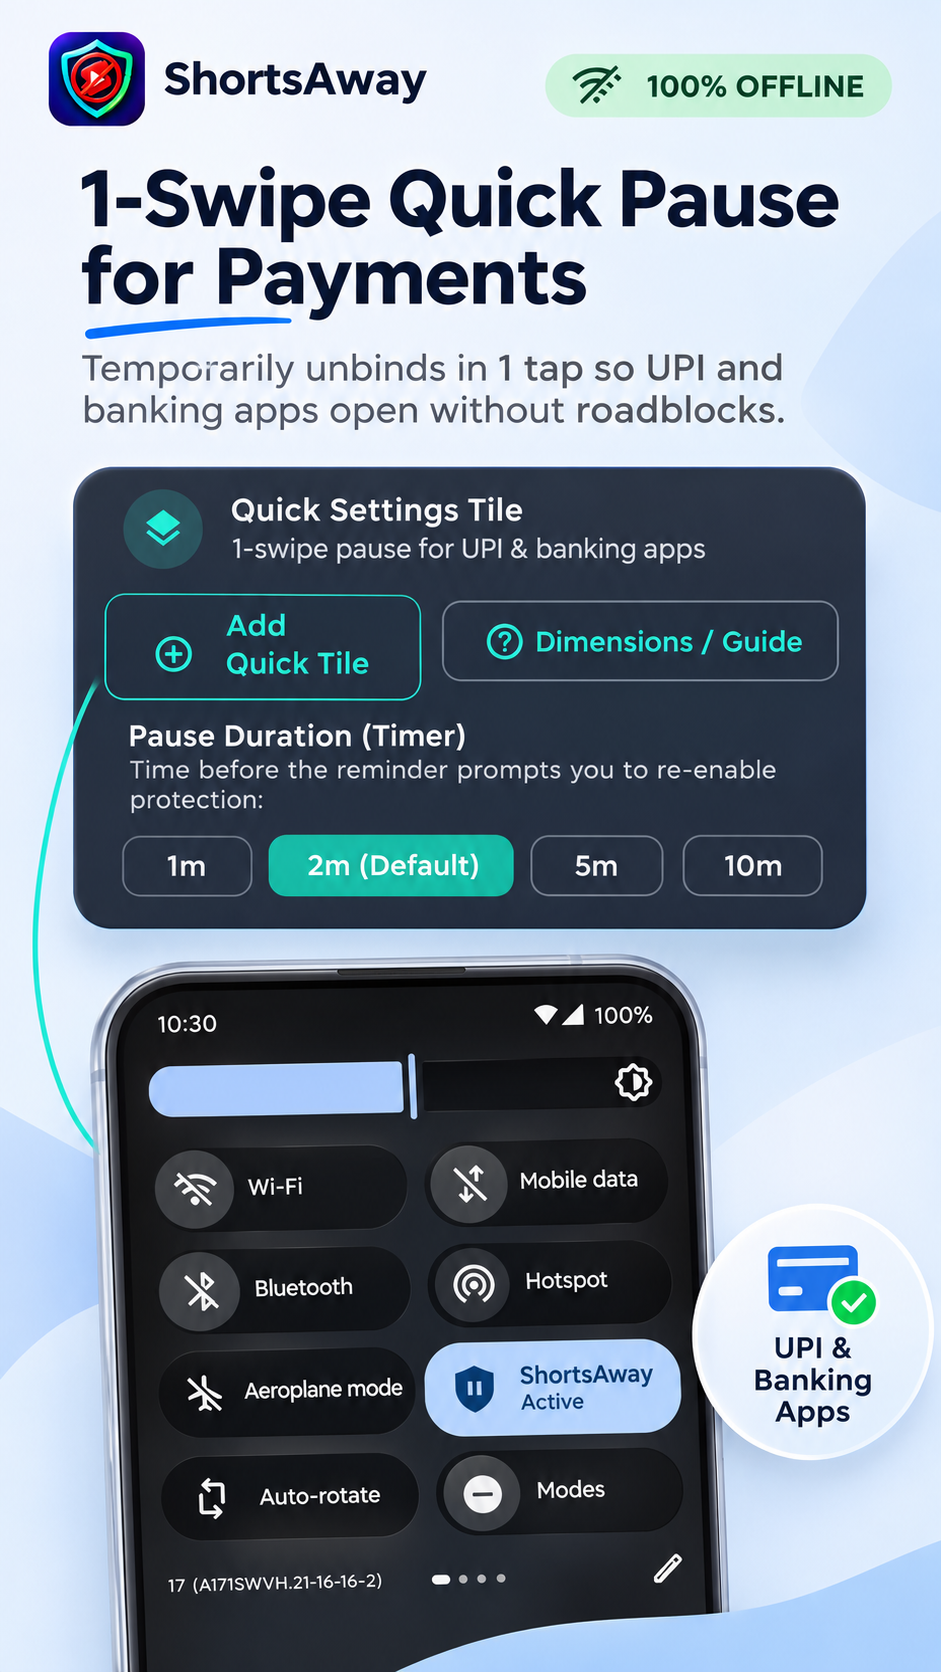 ShortsAway
100% OFFLINE
1-Swipe Quick Pause
for Payments
Temporarily unbinds in 1 tap so UPI and
banking apps open without roadblocks.
Quick Settings Tile
1-swipe pause for UPI & banking apps
Add
Quick Tile
Dimensions / Guide
Pause Duration (Timer)
Time before the reminder prompts you to re-enable
protection:
1m
2m (Default)
5m
10m
10:30
100%
Wi-Fi
Mobile data
Bluetooth
Hotspot
Aeroplane mode
ShortsAway
Active
Auto-rotate
Modes
17 (A171SWVH.21-16-16-2)
UPI &
Banking
Apps